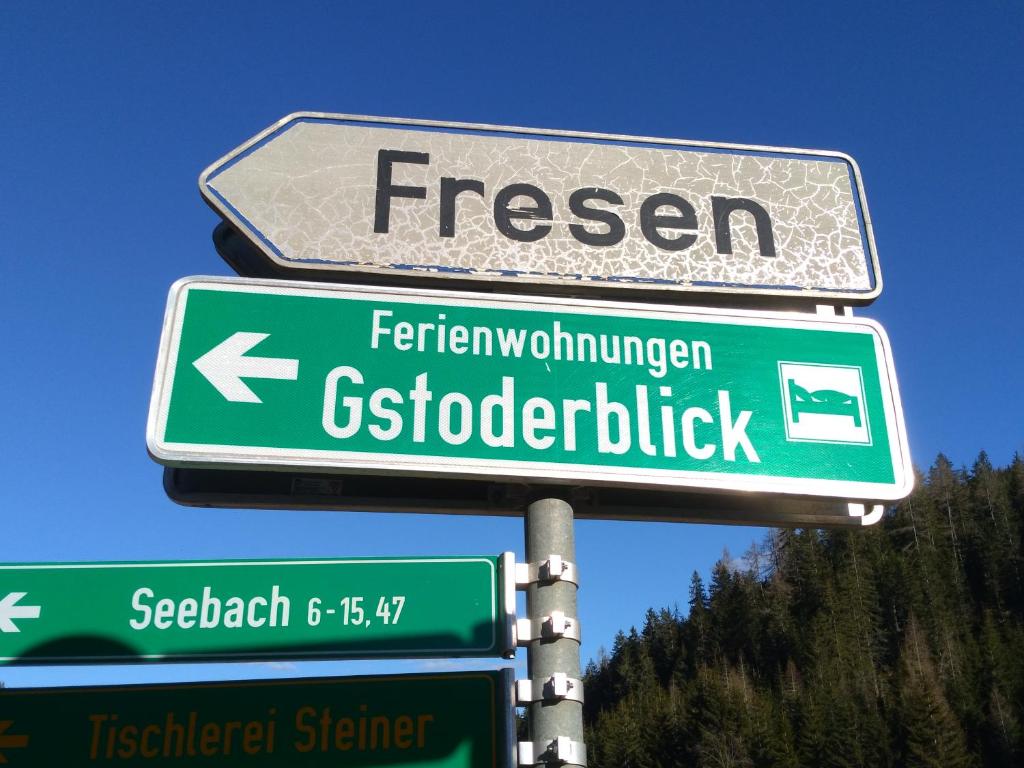 Fresen
Ferienwohnungen
Gstoderblick
Seebach 6-15,47
Tischlerei Steiner